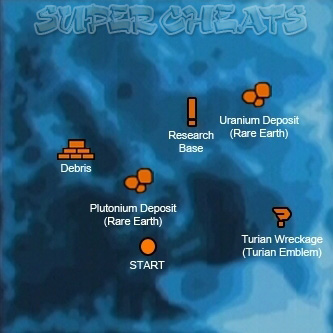 SUPER CHEATS
Uranium Deposit
(Rare Earth)
Research
Base
Debris
Plutonium Deposit
(Rare Earth)
Turian Wreckage
(Turian Emblem)
START